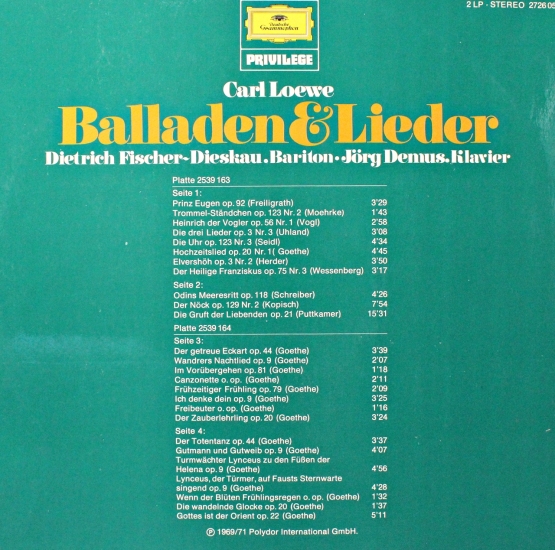 2 LP · STEREO 272605
Deutsche
Grammophon
PRIVILEGE
Carl Loewe
Balladen & Lieder
Dietrich Fischer-Dieskau. Bariton · Jörg Demus. Klavier
Platte 2539 163
Seite 1:
Prinz Eugen op. 92 (Freiligrath) 3'29
Trommel-Ständchen op. 123 Nr. 2 (Moehrke) 1'43
Heinrich der Vogler op. 56 Nr. 1 (Vogl) 2'58
Die drei Lieder op. 3 Nr. 3 (Uhland) 3'08
Die Uhr op. 123 Nr. 3 (Seidl) 4'34
Hochzeitslied op. 20 Nr. 1( Goethe) 4'45
Elvershöh op. 3 Nr. 2 (Herder) 3'50
Der Heilige Franziskus op. 75 Nr. 3 (Wessenberg) 3'17
Seite 2:
Odins Meeresritt op. 118 (Schreiber) 4'26
Der Nöck op. 129 Nr. 2 (Kopisch) 7'54
Die Gruft der Liebenden op. 21 (Puttkamer) 15'31
Platte 2539 164
Seite 3:
Der getreue Eckart op. 44 (Goethe) 3'39
Wandrers Nachtlied op. 9 (Goethe) 2'07
Im Vorübergehen op. 81 (Goethe) 1'18
Canzonette o. op. (Goethe) 2'11
Frühzeitiger Frühling op. 79 (Goethe) 2'09
Ich denke dein op. 9 (Goethe) 3'25
Freibeuter o. op. (Goethe) 1'16
Der Zauberlehrling op. 20 (Goethe) 3'24
Seite 4:
Der Totentanz op. 44 (Goethe) 3'37
Gutmann und Gutweib op. 9 (Goethe) 4'07
Turmwächter Lynceus zu den Füßen der
Helena op. 9 (Goethe) 4'56
Lynceus, der Türmer, auf Fausts Sternwarte
singend op. 9 (Goethe) 4'28
Wenn der Blüten Frühlingsregen o. op. (Goethe) 1'32
Die wandelnde Glocke op. 20 (Goethe) 1'37
Gottes ist der Orient op. 22 (Goethe) 5'11
℗ 1969/71 Polydor International GmbH.